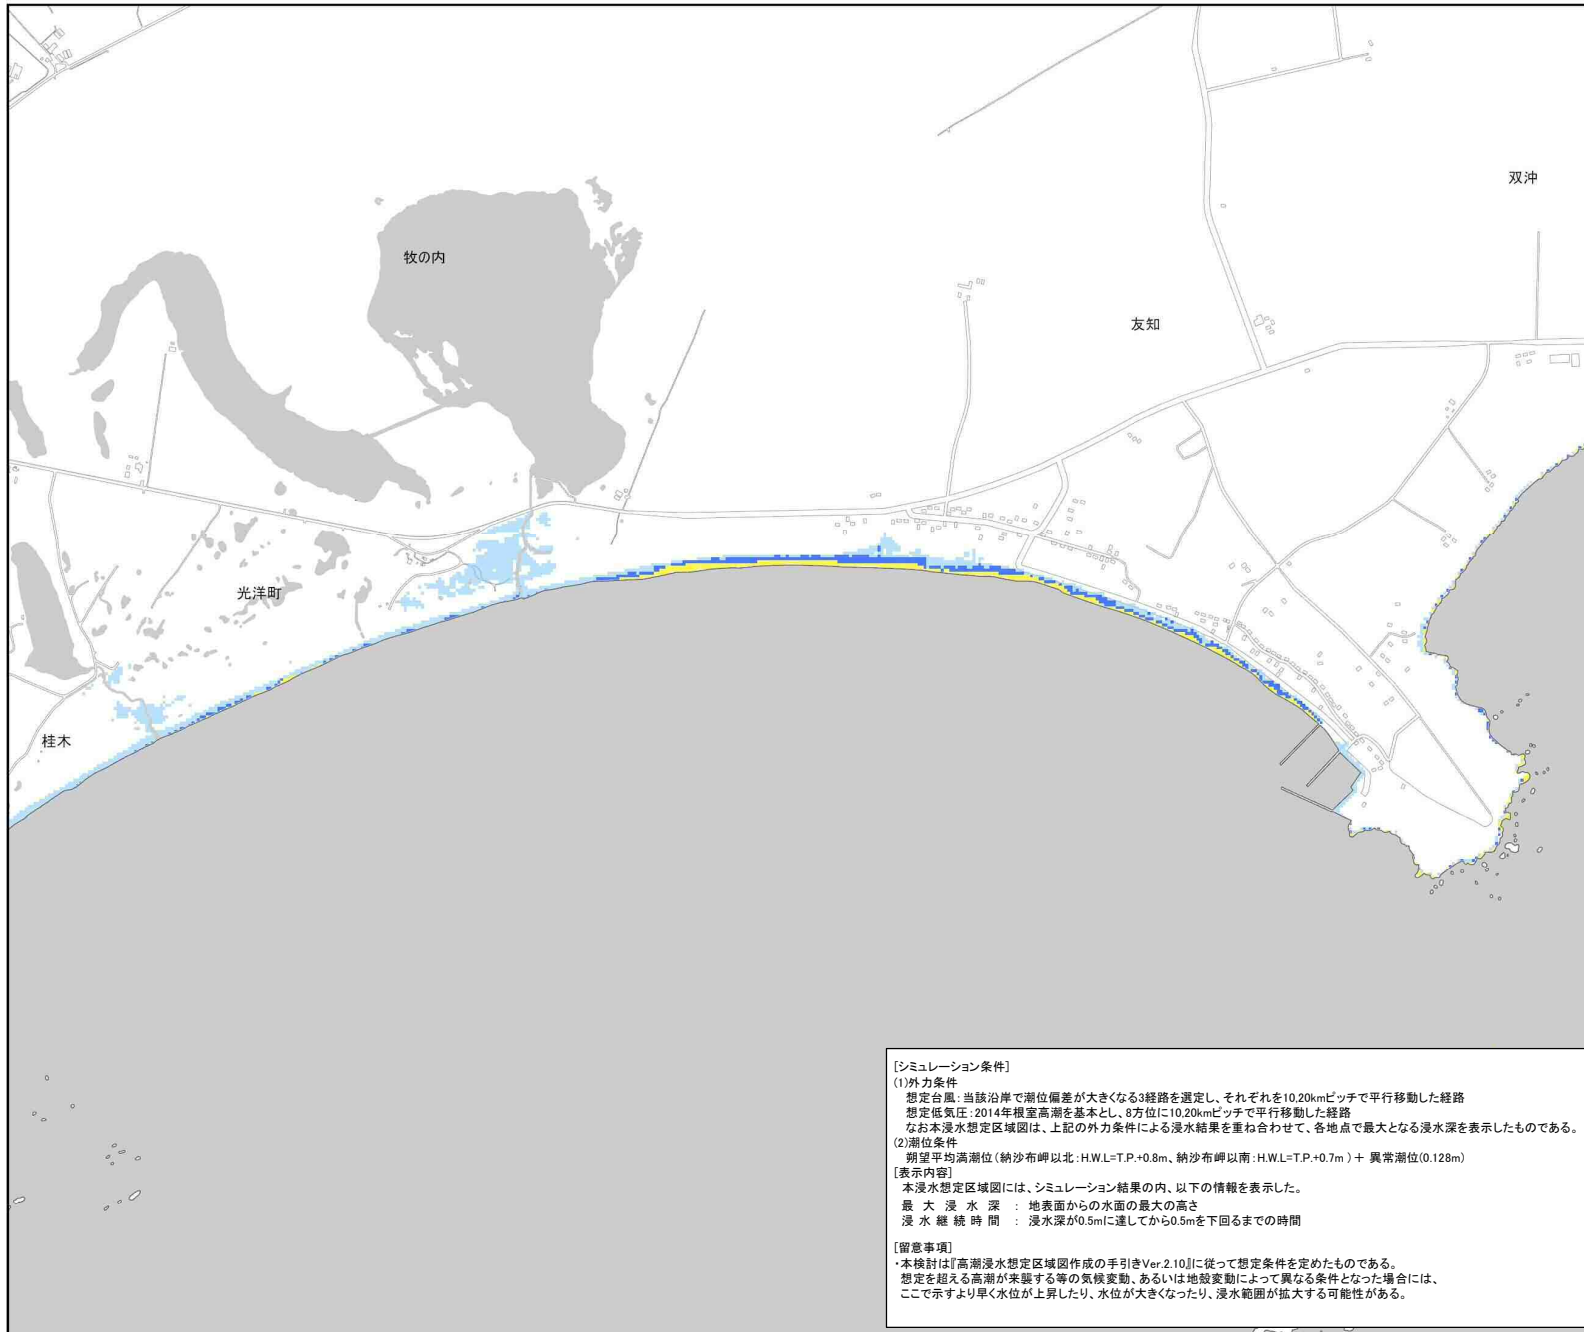 双沖
牧の内
友知
光洋町
桂木
[シミュレーション条件]
(1)外力条件
想定台風：当該沿岸で潮位偏差が大きくなる3経路を選定し、それぞれを10,20kmピッチで平行移動した経路
想定低気圧：2014年根室高潮を基本とし、8方位に10,20kmピッチで平行移動した経路
なお本浸水想定区域図は、上記の外力条件による浸水結果を重ね合わせて、各地点で最大となる浸水深を表示したものである。
(2)潮位条件
朔望平均満潮位（納沙布岬以北：H.W.L=T.P.+0.8m、納沙布岬以南：H.W.L=T.P.+0.7m ）＋ 異常潮位(0.128m)
[表示内容]
本浸水想定区域図には、シミュレーション結果の内、以下の情報を表示した。
最 大 浸 水 深 ： 地表面からの水面の最大の高さ
浸 水 継 続 時 間 ： 浸水深が0.5mに達してから0.5mを下回るまでの時間
[留意事項]
・本検討は『高潮浸水想定区域図作成の手引きVer.2.10』に従って想定条件を定めたものである。
想定を超える高潮が来襲する等の気候変動、あるいは地殻変動によって異なる条件となった場合には、
ここで示すより早く水位が上昇したり、水位が大きくなったり、浸水範囲が拡大する可能性がある。